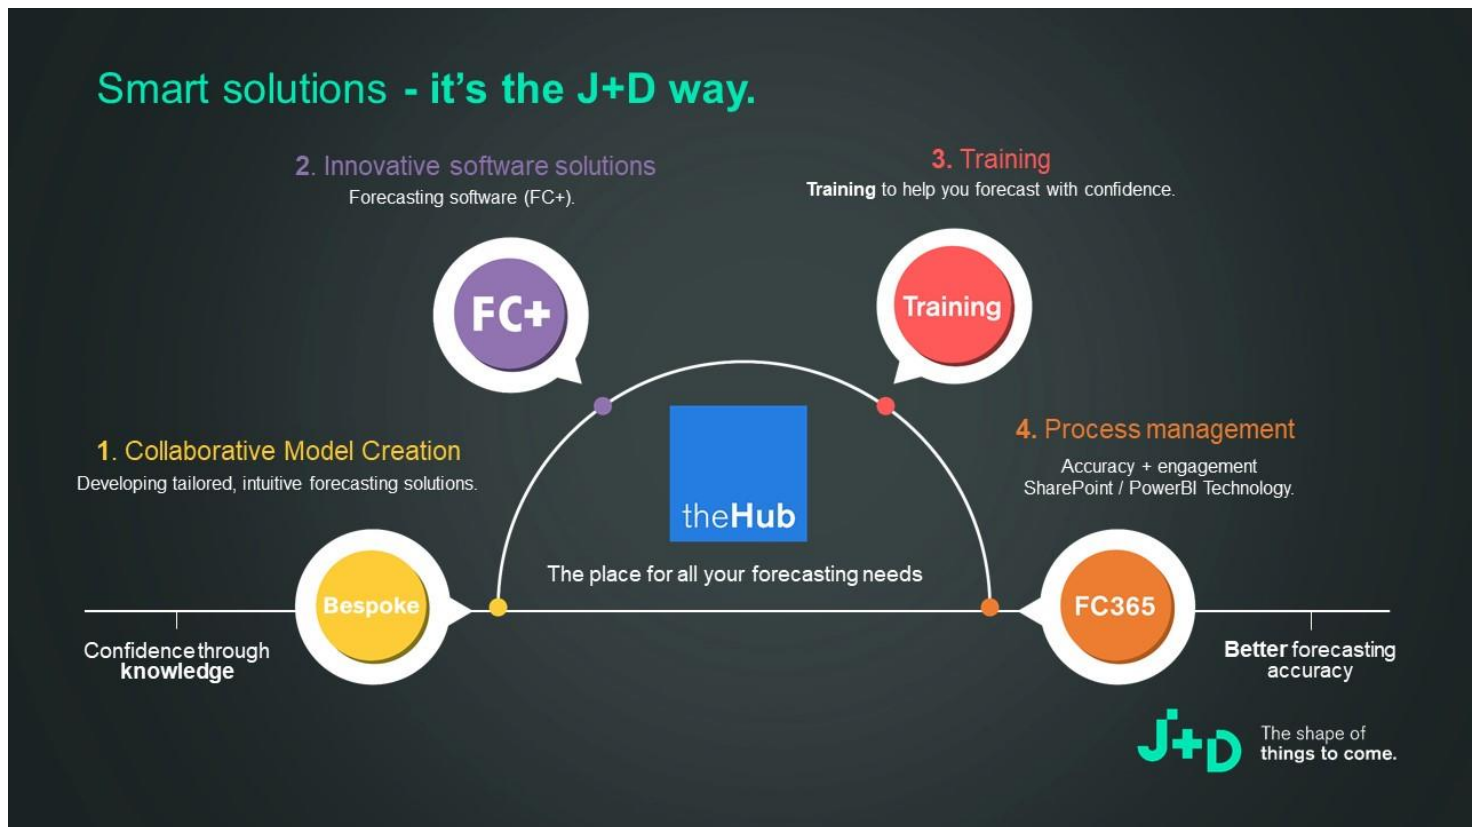 Smart solutions - it's the J+D way.
2. Innovative software solutions
Forecasting software (FC+).
3. Training
Training to help you forecast with confidence.
FC+
Training
1. Collaborative Model Creation
Developing tailored, intuitive forecasting solutions.
4. Process management
Accuracy + engagement
SharePoint / PowerBI Technology.
theHub
The place for all your forecasting needs
Bespoke
FC365
Confidence through
knowledge
Better forecasting
accuracy
J+D
The shape of
things to come.